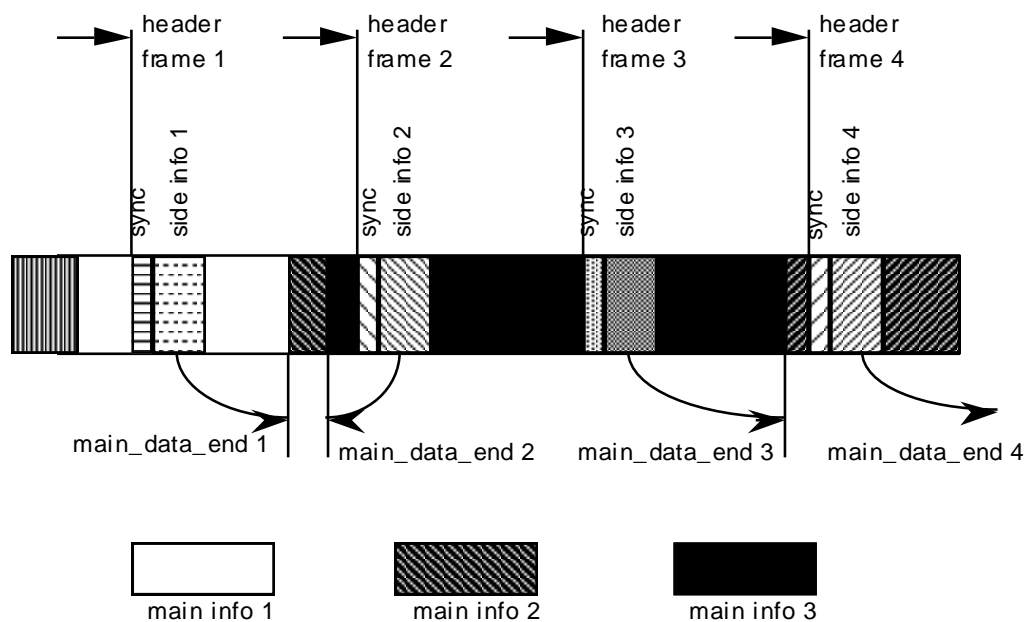 header
frame 1
header
frame 2
header
frame 3
header
frame 4
sync
side info 1
sync
side info 2
sync
side info 3
sync
side info 4
main_data_end 1
main_data_end 2
main_data_end 3
main_data_end 4
main info 1
main info 2
main info 3